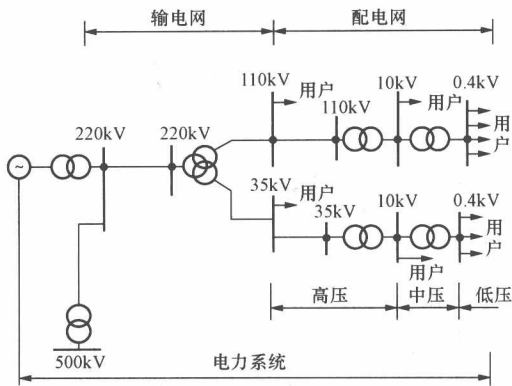 输电网
配电网
110kV
用户
110kV
10kV
用户
0.4kV
用
户
220kV
220kV
~
35kV
用户
35kV
10kV
用户
0.4kV
用
户
高压
中压
低压
500kV
电力系统